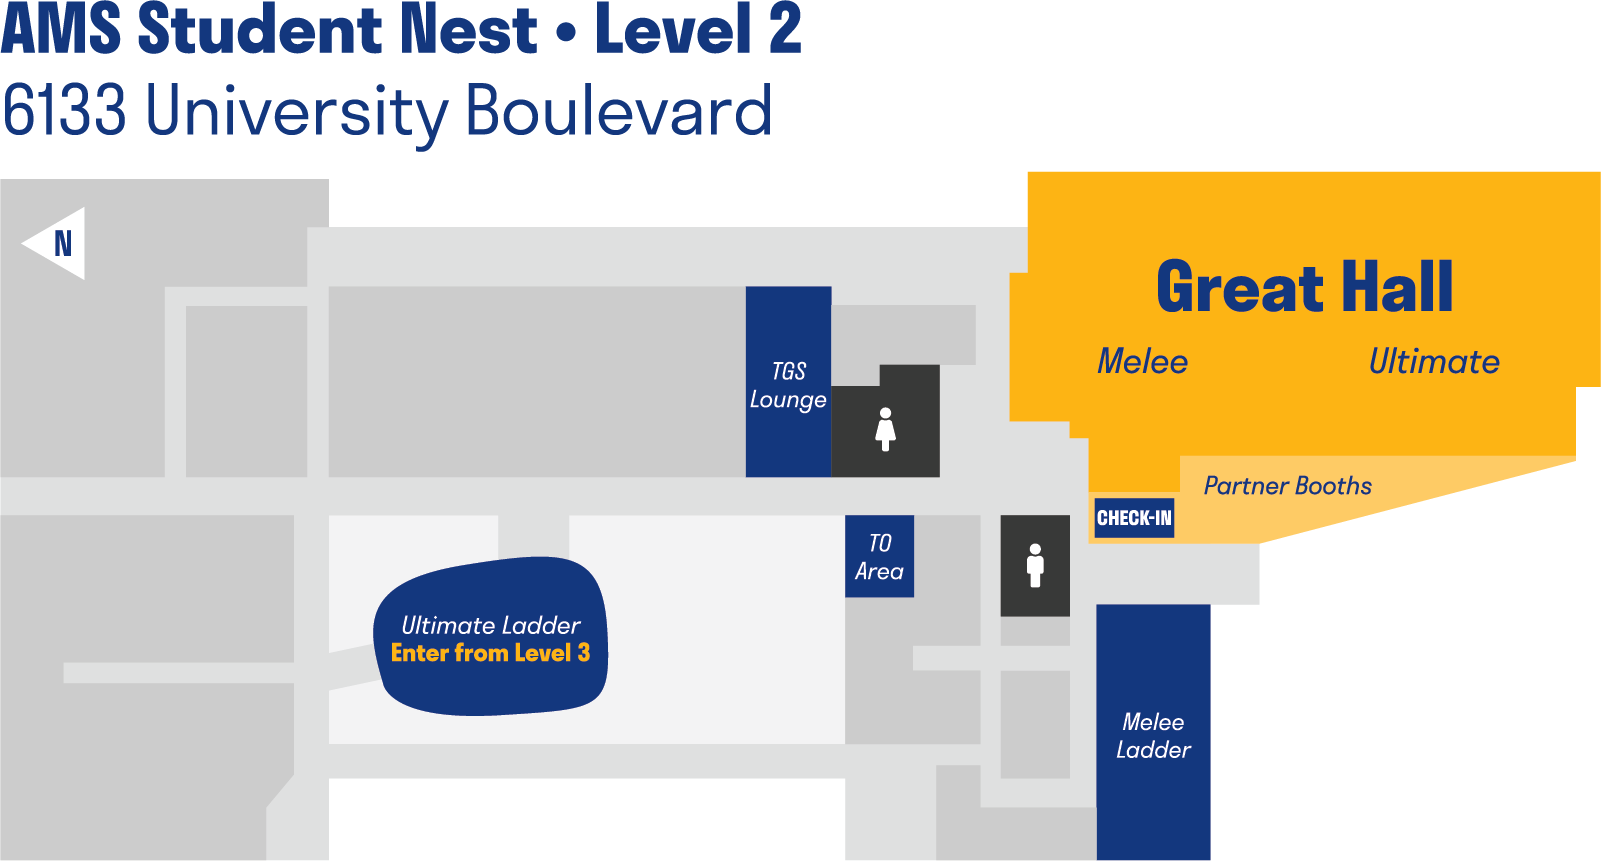 AMS Student Nest • Level 2
6133 University Boulevard
N
Great Hall
Melee
Ultimate
TGS
Lounge
Partner Booths
CHECK-IN
TO
Area
Ultimate Ladder
Enter from Level 3
Melee
Ladder